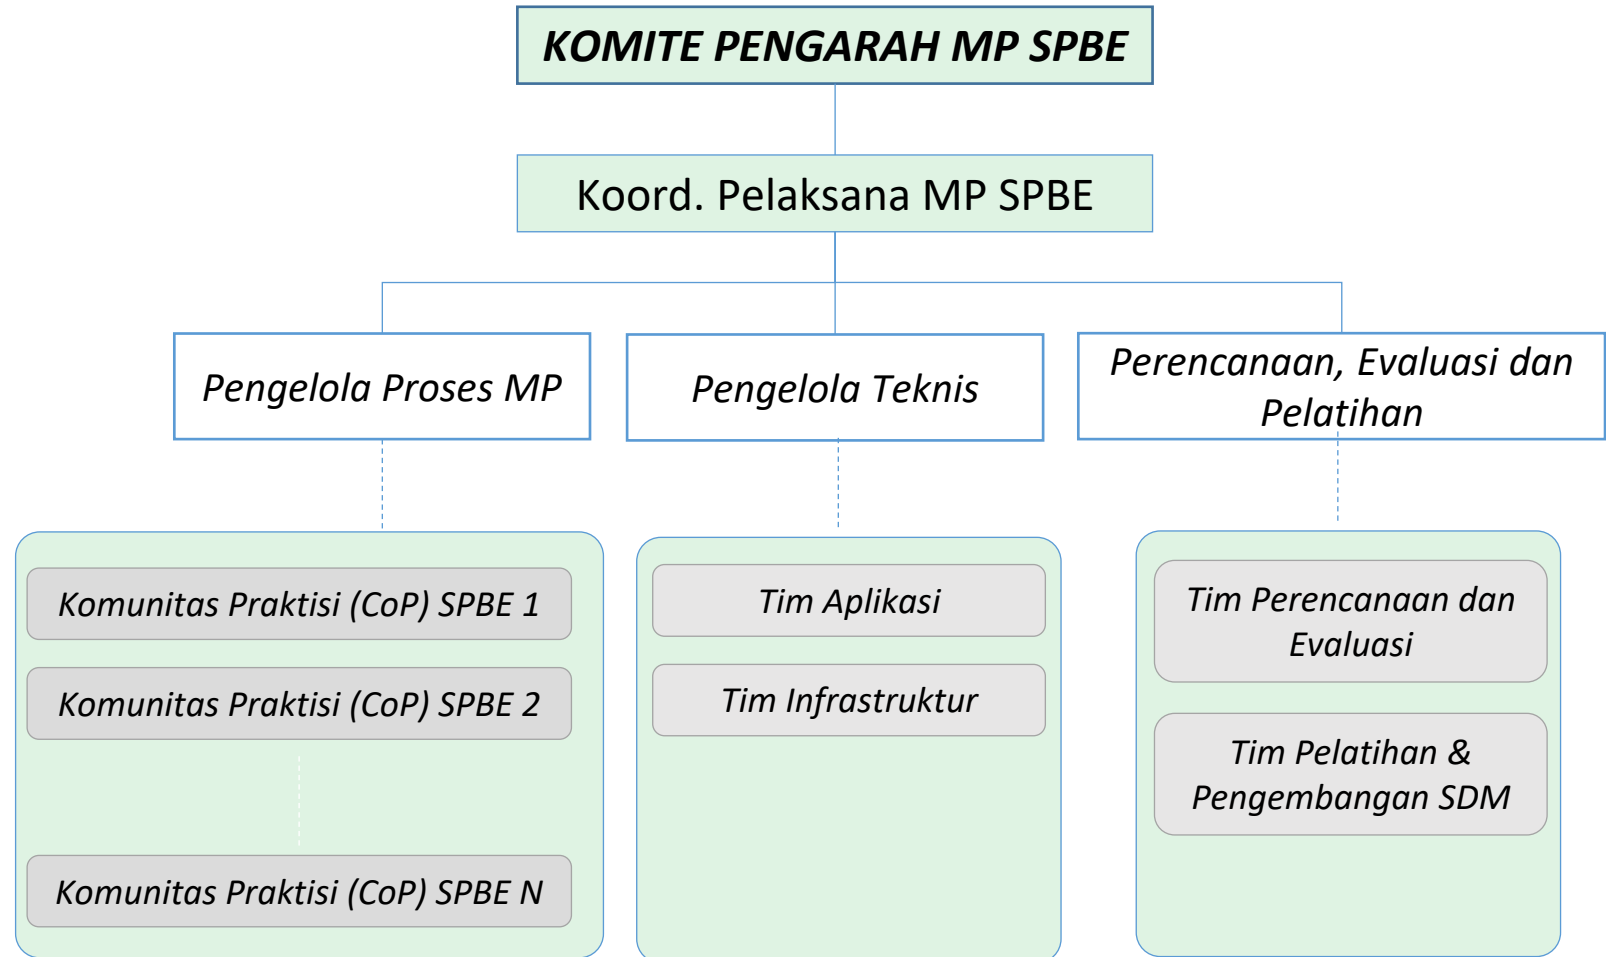 KOMITE PENGARAH MP SPBE
Koord. Pelaksana MP SPBE
Pengelola Proses MP
Pengelola Teknis
Perencanaan, Evaluasi dan
Pelatihan
Komunitas Praktisi (CoP) SPBE 1
Komunitas Praktisi (CoP) SPBE 2
Komunitas Praktisi (CoP) SPBE N
Tim Aplikasi
Tim Infrastruktur
Tim Perencanaan dan
Evaluasi
Tim Pelatihan &
Pengembangan SDM